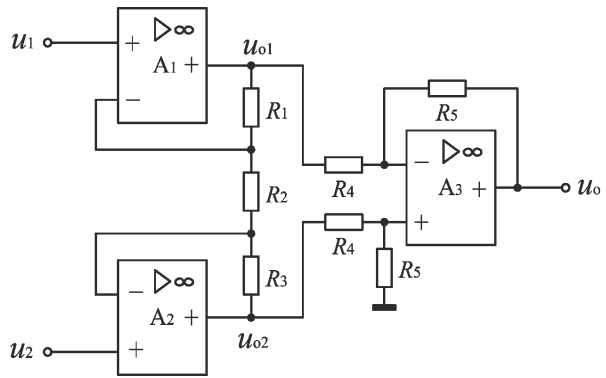 u1
+
▷∞
A1 +
−
uo1
R1
R2
R3
−
▷∞
A2 +
+
u2
uo2
R4
R4
R5
R5
−
▷∞
A3 +
+
uo